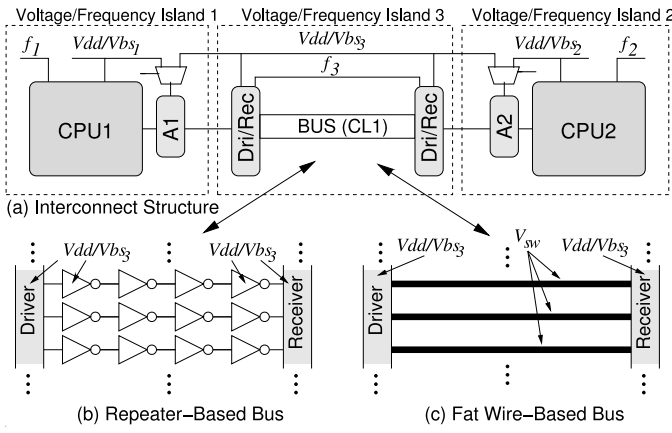 Voltage/Frequency Island 1 Voltage/Frequency Island 3 Voltage/Frequency Island 2
f1 Vdd/Vbs1 Vdd/Vbs3 Vdd/Vbs2 f2
f3
CPU1 A1 Dri/Rec BUS (CL1) Dri/Rec A2 CPU2
(a) Interconnect Structure
Vdd/Vbs3 Vdd/Vbs3 Vsw Vdd/Vbs3
Driver Receiver Driver Receiver
(b) Repeater−Based Bus (c) Fat Wire−Based Bus